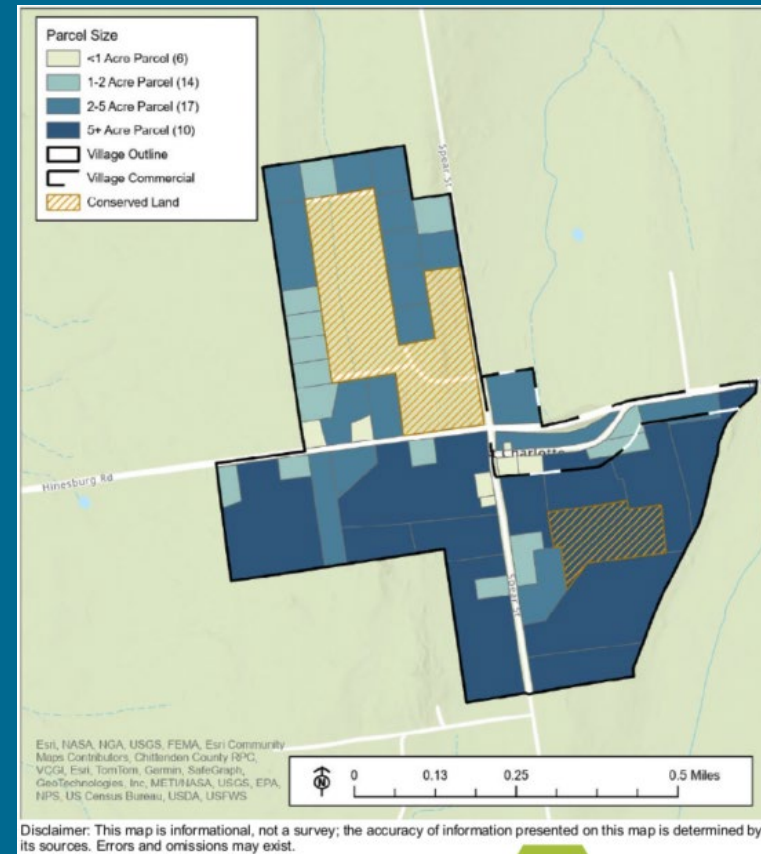 Parcel Size
<1 Acre Parcel (6)
1-2 Acre Parcel (14)
2-5 Acre Parcel (17)
5+ Acre Parcel (10)
Village Outline
Village Commercial
Conserved Land
Spear St
Charlotte
Hinesburg Rd
Spear St
Esri, NASA, NGA, USGS, FEMA, Esri Community
Maps Contributors, Chittenden County RPC,
VCGI, Esri, TomTom, Garmin, SafeGraph,
GeoTechnologies, Inc, METI/NASA, USGS, EPA,
NPS, US Census Bureau, USDA, USFWS
N
0 0.13 0.25 0.5 Miles
Disclaimer: This map is informational, not a survey; the accuracy of information presented on this map is determined by
its sources. Errors and omissions may exist.